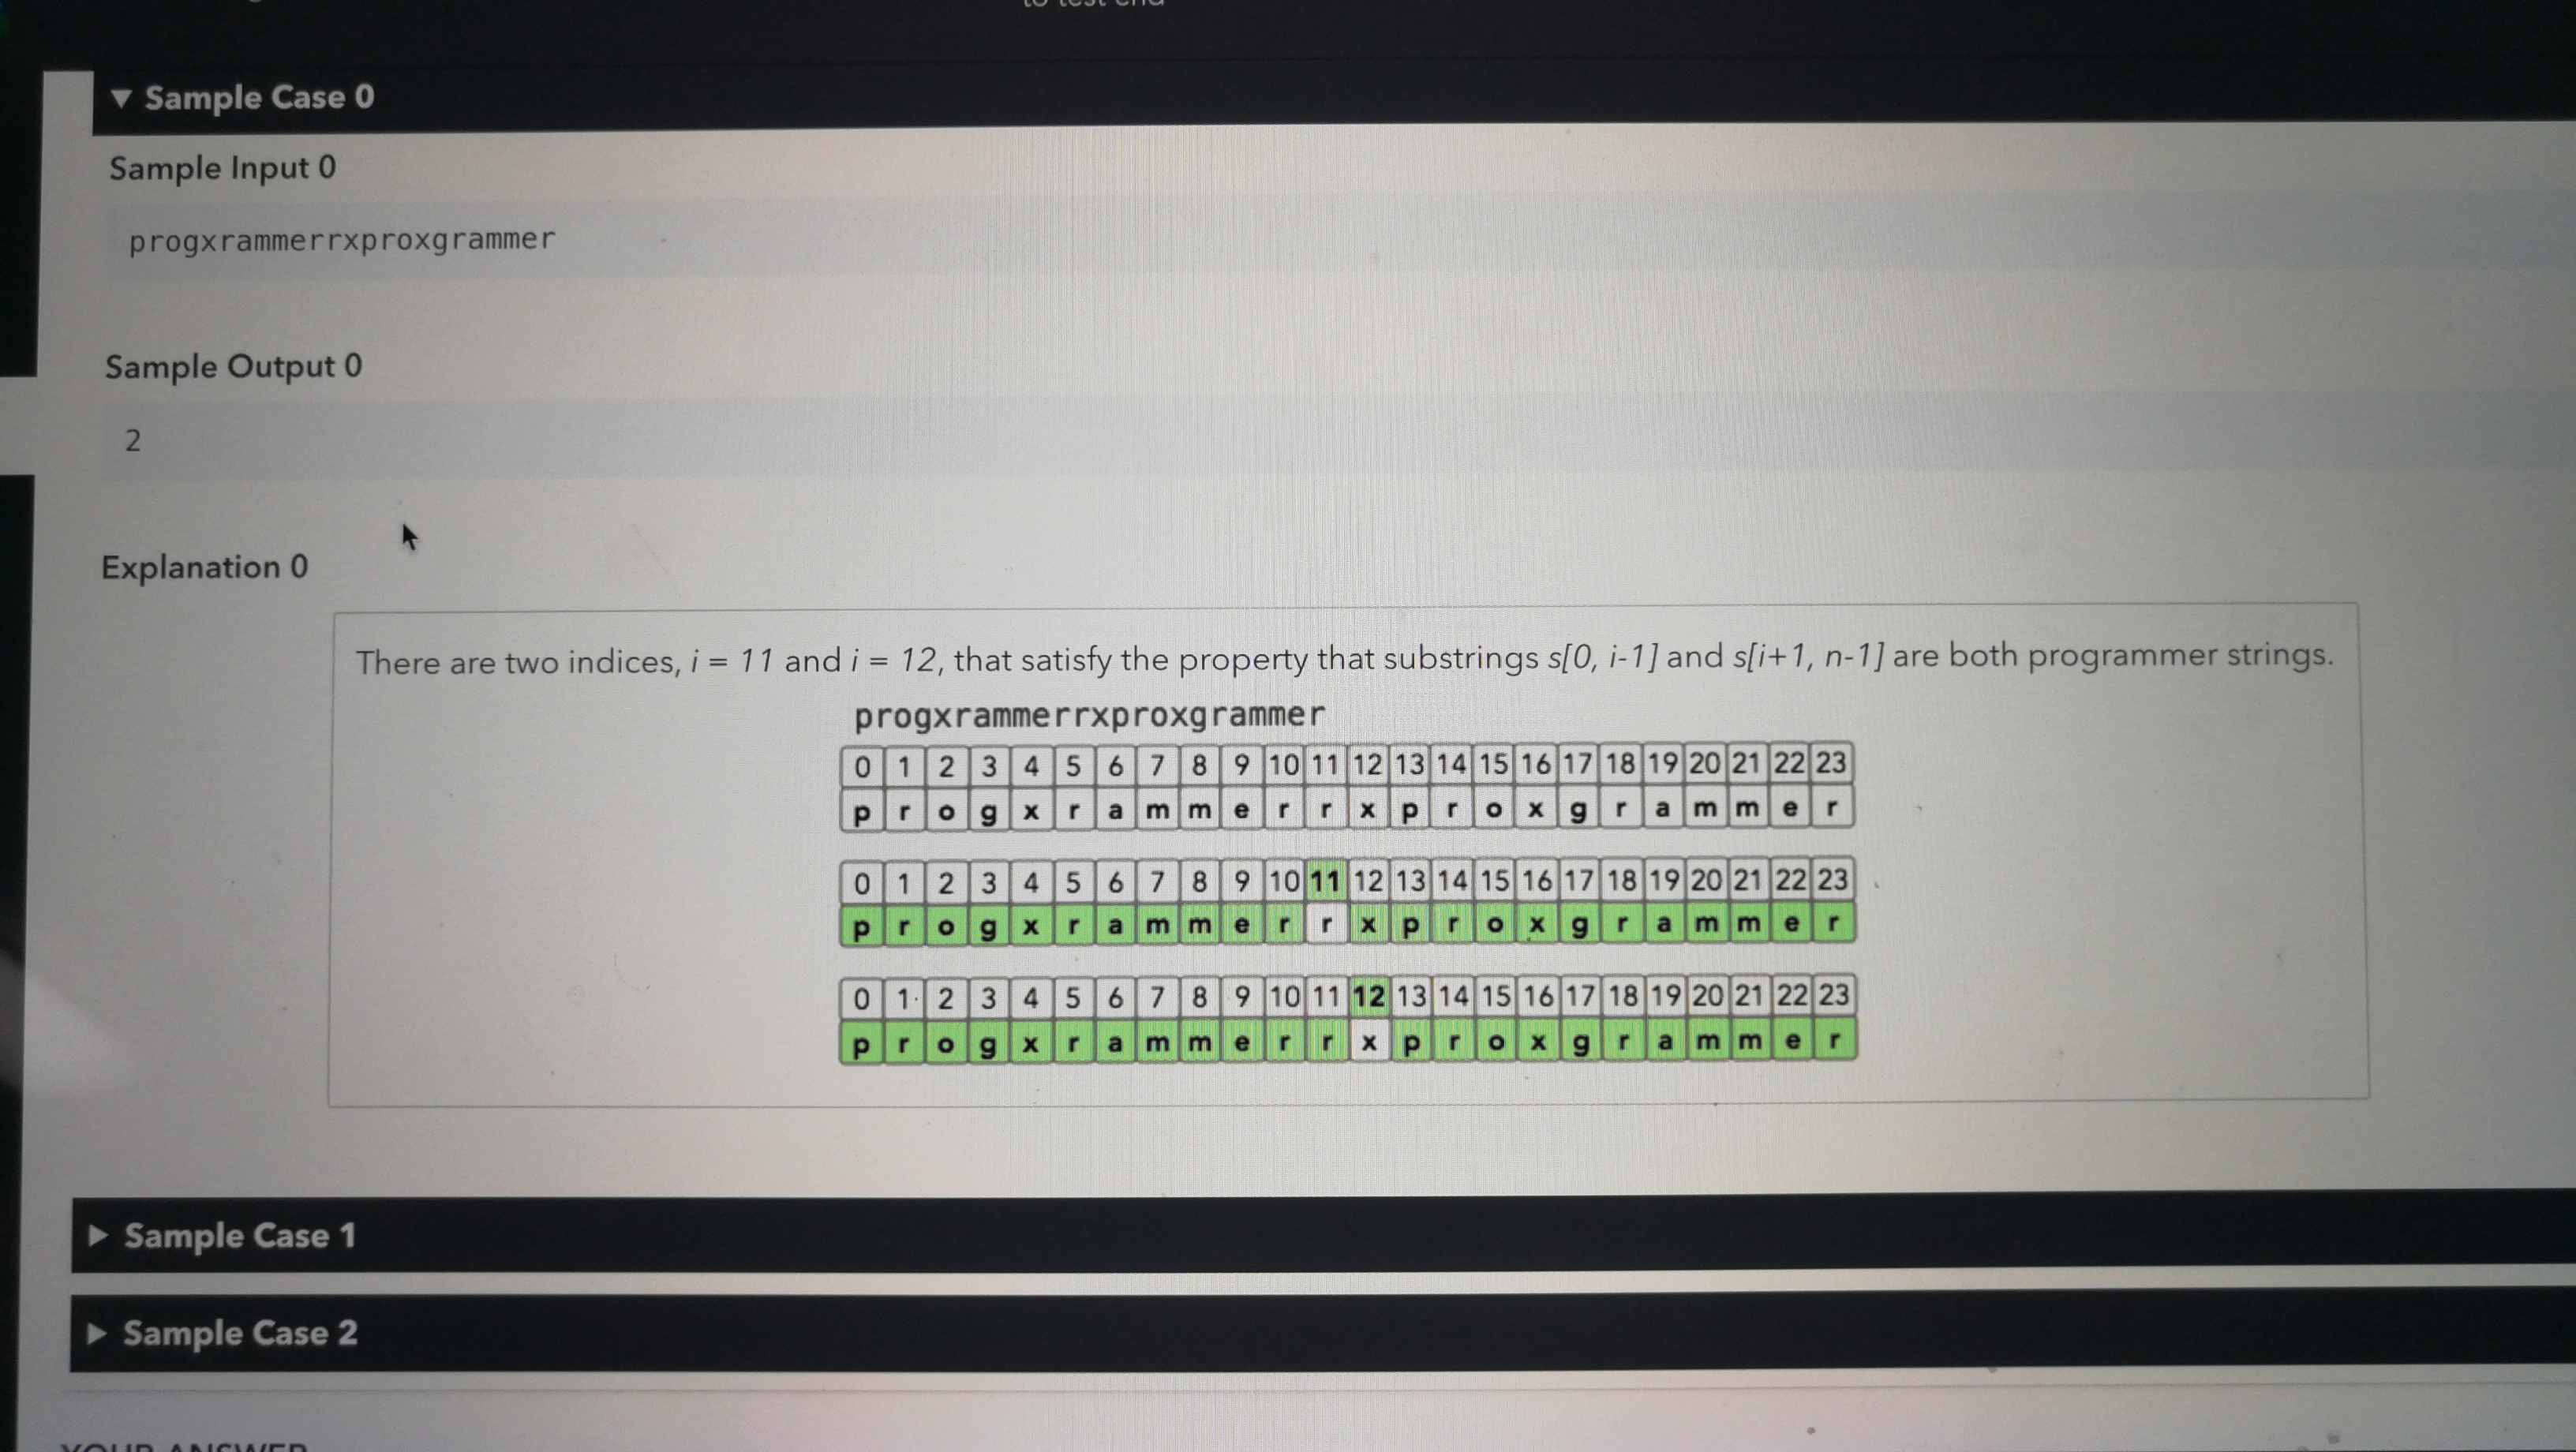 to test end
▼ Sample Case 0
Sample Input 0
progxrammerrxproxgrammer
Sample Output 0
2
Explanation 0
There are two indices, i = 11 and i = 12, that satisfy the property that substrings s[0, i-1] and s[i+1, n-1] are both programmer strings.
progxrammerrxproxgrammer
0 1 2 3 4 5 6 7 8 9 10 11 12 13 14 15 16 17 18 19 20 21 22 23
p r o g x r a m m e r r x p r o x g r a m m e r
0 1 2 3 4 5 6 7 8 9 10 11 12 13 14 15 16 17 18 19 20 21 22 23
p r o g x r a m m e r r x p r o x g r a m m e r
0 1 2 3 4 5 6 7 8 9 10 11 12 13 14 15 16 17 18 19 20 21 22 23
p r o g x r a m m e r r x p r o x g r a m m e r
▶ Sample Case 1
▶ Sample Case 2
YOUR ANSWER